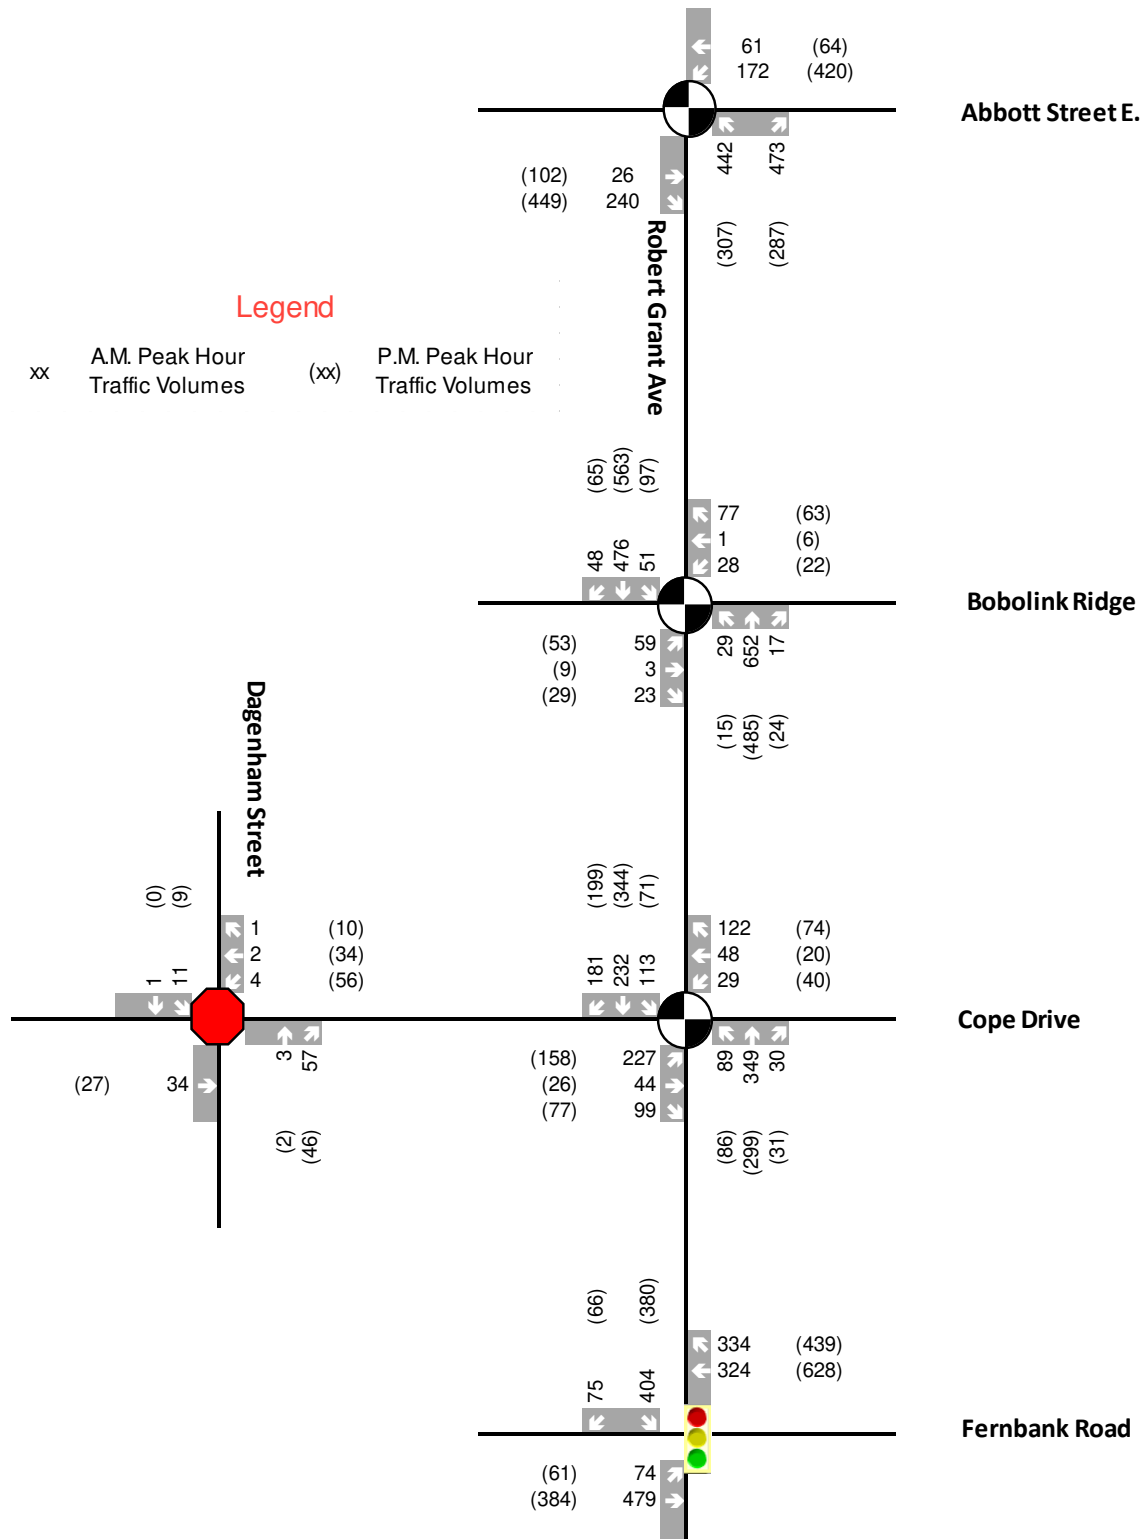 61 (64)
172 (420)
Abbott Street E.
442 473
(102) 26
(449) 240
(307) (287)
Robert Grant Ave
Legend
xx A.M. Peak Hour Traffic Volumes (xx) P.M. Peak Hour Traffic Volumes
(65) (563) (97)
77 (63)
1 (6)
28 (22)
48 476 51
Bobolink Ridge
29 652 17
(53) 59
(9) 3
(29) 23
(15) (485) (24)
Dagenham Street
(0) (9)
(199) (344) (71)
1 (10)
2 (34)
4 (56)
122 (74)
48 (20)
29 (40)
1 11
181 232 113
Cope Drive
3 57
(27) 34
(158) 227
(26) 44
(77) 99
89 349 30
(2) (46)
(86) (299) (31)
(66) (380)
334 (439)
324 (628)
75 404
Fernbank Road
(61) 74
(384) 479